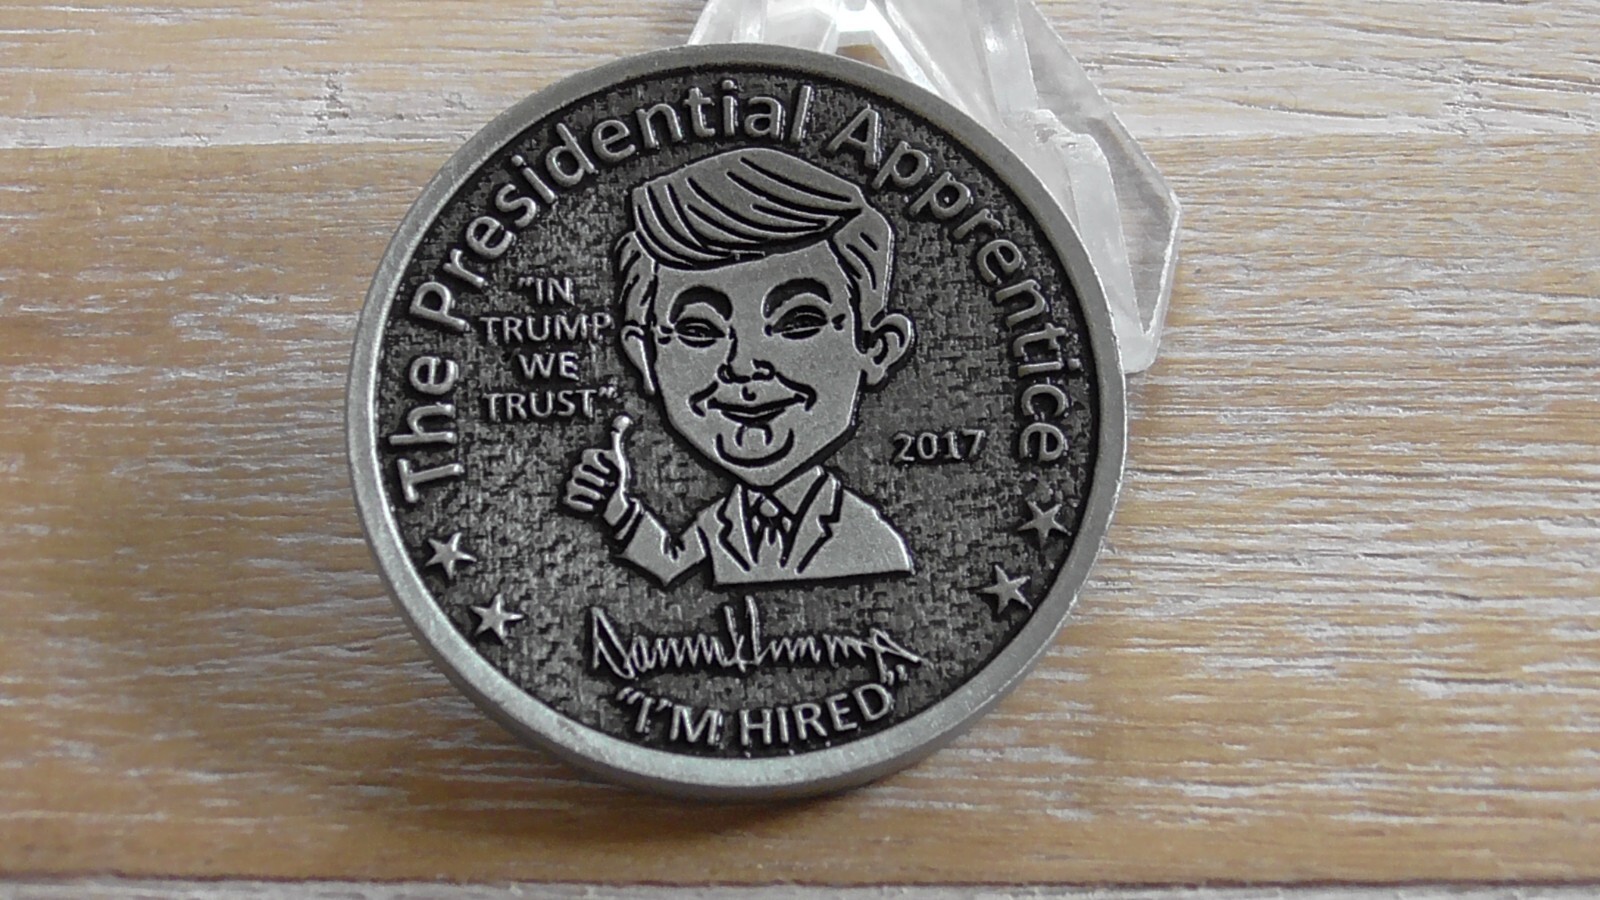 The Presidential Apprentice
"IN
TRUMP
WE
TRUST"
2017
"I'M HIRED"